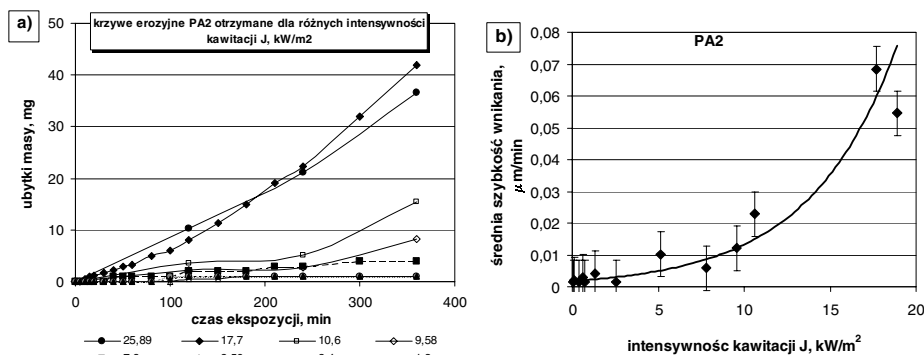 a)
krzywe erozyjne PA2 otrzymane dla różnych intensywności
kawitacji J, kW/m2
ubytki masy, mg
50
40
30
20
10
0
0 100 200 300 400
czas ekspozycji, min
25,89 17,7 10,6 9,58
b)
PA2
średnia szybkość wnikania,
μm/min
0,08
0,07
0,06
0,05
0,04
0,03
0,02
0,01
0
0 5 10 15 20
intensywność kawitacji J, kW/m²